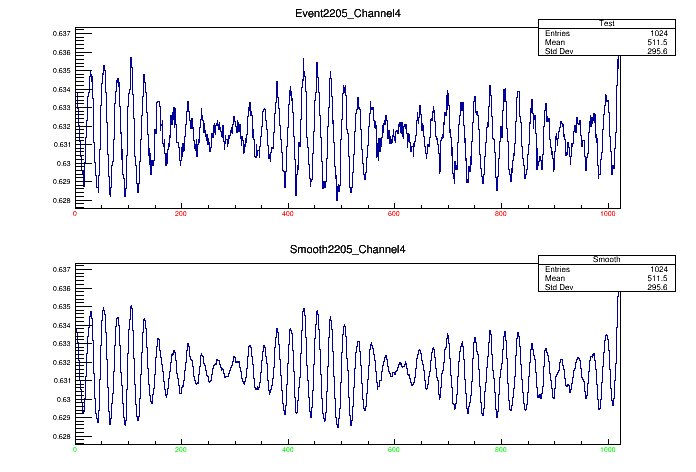 Event2205_Channel4
Test
Entries 1024
Mean 511.5
Std Dev 295.6
0.637
0.636
0.635
0.634
0.633
0.632
0.631
0.63
0.629
0.628
0 200 400 600 800 1000
Smooth2205_Channel4
Smooth
Entries 1024
Mean 511.5
Std Dev 295.6
0.637
0.636
0.635
0.634
0.633
0.632
0.631
0.63
0.629
0.628
0 200 400 600 800 1000